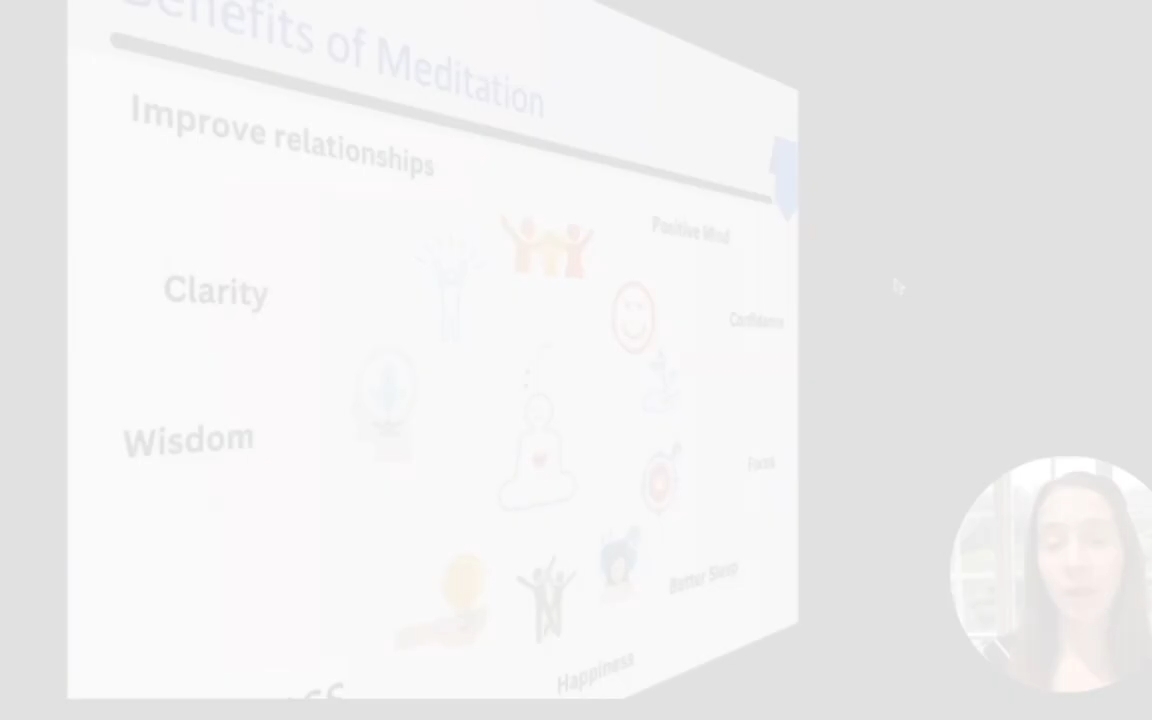 Benefits of Meditation
Improve relationships
Positive Mind
Clarity
Confidence
Wisdom
Focus
Better Sleep
Happiness